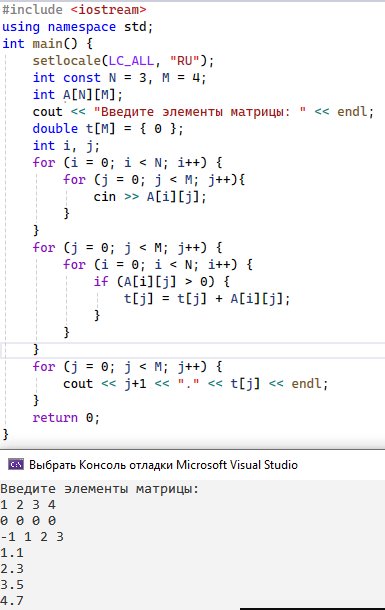 #include <iostream>
using namespace std;
int main() {
setlocale(LC_ALL, "RU");
int const N = 3, M = 4;
int A[N][M];
cout << "Введите элементы матрицы: " << endl;
double t[M] = { 0 };
int i, j;
for (i = 0; i < N; i++) {
for (j = 0; j < M; j++){
cin >> A[i][j];
}
}
for (j = 0; j < M; j++) {
for (i = 0; i < N; i++) {
if (A[i][j] > 0) {
t[j] = t[j] + A[i][j];
}
}
}
for (j = 0; j < M; j++) {
cout << j+1 << "." << t[j] << endl;
}
return 0;
}
C:\ Выбрать Консоль отладки Microsoft Visual Studio
Введите элементы матрицы:
1 2 3 4
0 0 0 0
-1 1 2 3
1.1
2.3
3.5
4.7